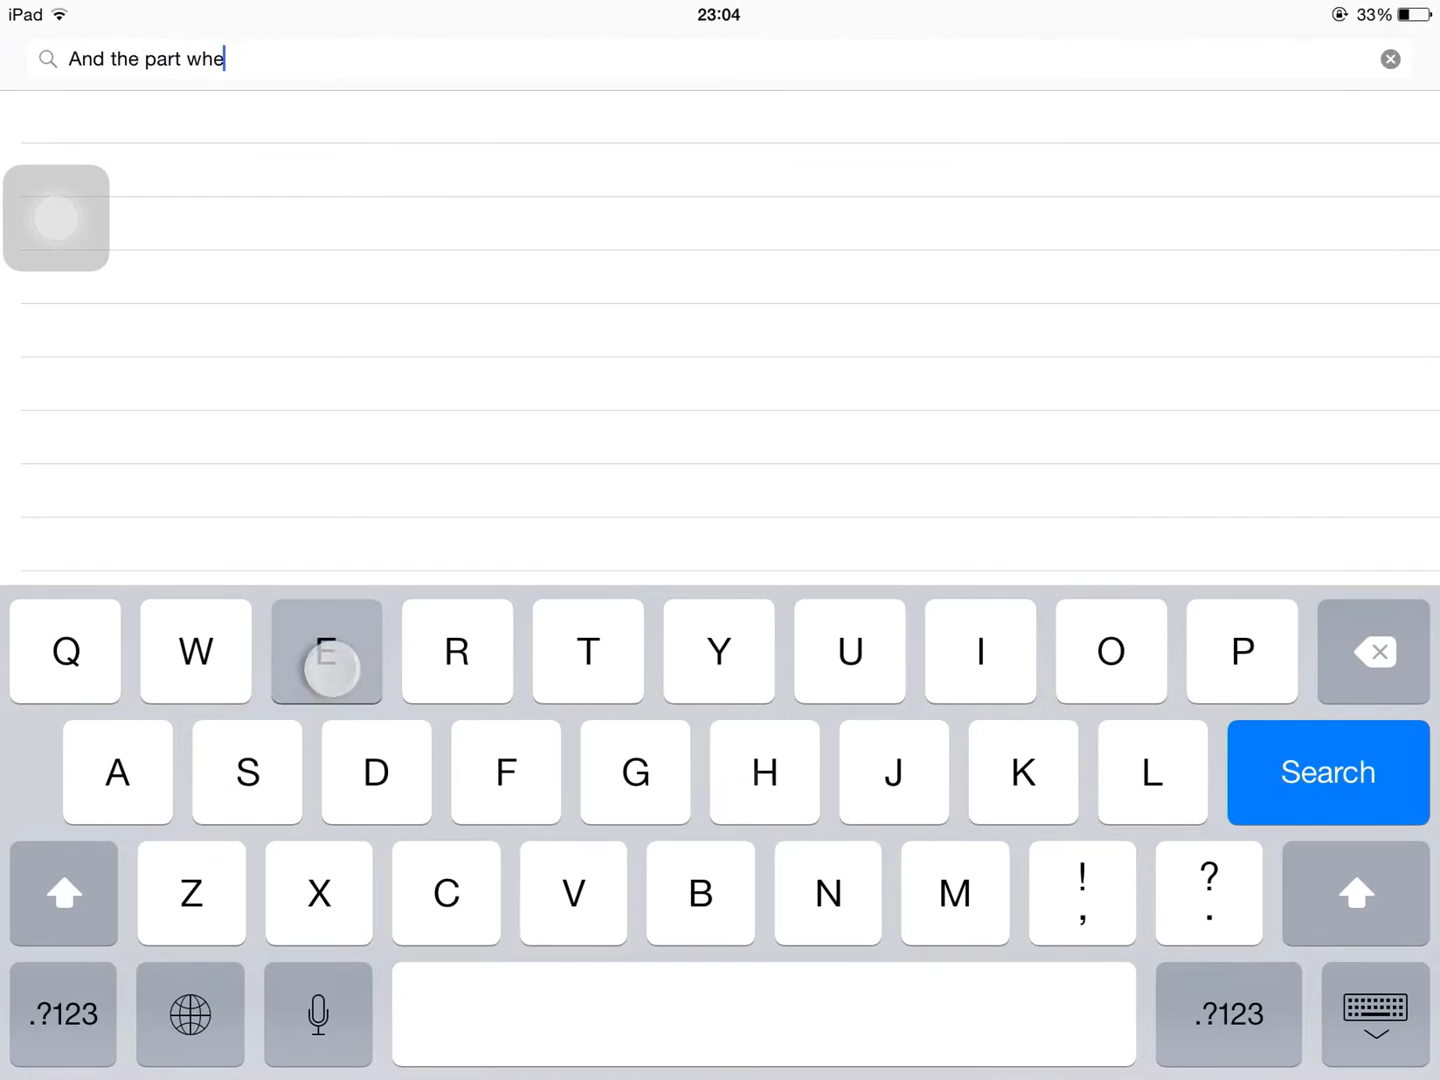 iPad 23:04 33%
And the part whe
Q W E R T Y U I O P
A S D F G H J K L Search
Z X C V B N M ! , ? .
.?123 .?123